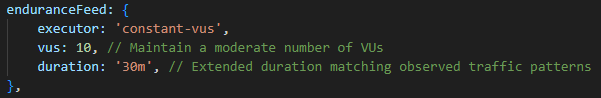 enduranceFeed: {
    executor: 'constant-vus',
    vus: 10, // Maintain a moderate number of VUs
    duration: '30m', // Extended duration matching observed traffic patterns
},